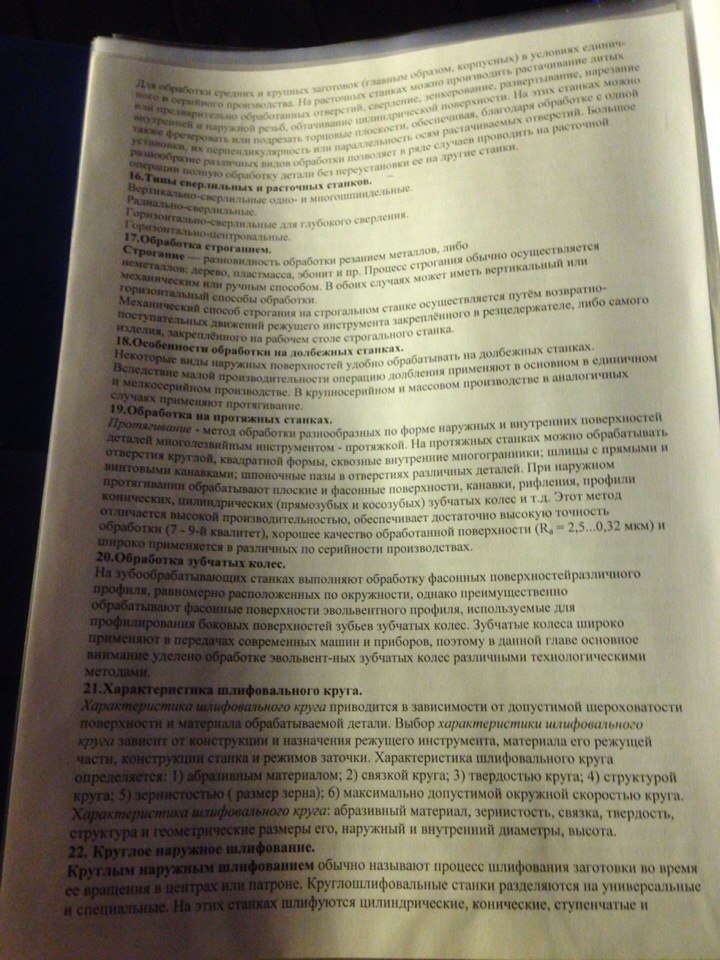 Для обработки средних и крупных заготовок (главным образом, корпусных) в условиях единич-
ного и серийного производства. На расточных станках можно производить растачивание литых
или предварительно обработанных отверстий, сверление, зенкерование, развертывание, нарезание
внутренней и наружной резьб, обтачивание цилиндрической поверхности. На этих станках можно
также фрезеровать или подрезать торцовые плоскости, обеспечивая, благодаря обработке с одной
установки, их перпендикулярность или параллельность осям растачиваемых отверстий. Большое
разнообразие различных видов обработки позволяет в ряде случаев проводить на расточной
операции полную обработку детали без переустановки ее на другие станки.
16.Типы сверлильных и расточных станков.
Вертикально-сверлильные одно- и многошпиндельные.
Радиально-сверлильные.
Горизонтально-сверлильные для глубокого сверления.
Горизонтально-центровальные.
17.Обработка строганием.
Строгание — разновидность обработки резанием металлов, либо
неметаллов: дерево, пластмасса, эбонит и пр. Процесс строгания обычно осуществляется
механическим или ручным способом. В обоих случаях может иметь вертикальный или
горизонтальный способы обработки.
Механический способ строгания на строгальном станке осуществляется путём возвратно-
поступательных движений режущего инструмента закреплённого в резцедержателе, либо самого
изделия, закреплённого на рабочем столе строгального станка.
18.Особенности обработки на долбежных станках.
Некоторые виды наружных поверхностей удобно обрабатывать на долбежных станках.
Вследствие малой производительности операцию долбления применяют в основном в единичном
и мелкосерийном производстве. В крупносерийном и массовом производстве в аналогичных
случаях применяют протягивание.
19.Обработка на протяжных станках.
Протягивание - метод обработки разнообразных по форме наружных и внутренних поверхностей
деталей многолезвийным инструментом - протяжкой. На протяжных станках можно обрабатывать
отверстия круглой, квадратной формы, сквозные внутренние многогранники; шлицы с прямыми и
винтовыми канавками; шпоночные пазы в отверстиях различных деталей. При наружном
протягивании обрабатывают плоские и фасонные поверхности, канавки, рифления, профили
конических, цилиндрических (прямозубых и косозубых) зубчатых колес и т.д. Этот метод
отличается высокой производительностью, обеспечивает достаточно высокую точность
обработки (7 - 9-й квалитет), хорошее качество обработанной поверхности (Ra = 2,5...0,32 мкм) и
широко применяется в различных по серийности производствах.
20.Обработка зубчатых колес.
На зубообрабатывающих станках выполняют обработку фасонных поверхностейразличного
профиля, равномерно расположенных по окружности, однако преимущественно
обрабатывают фасонные поверхности эвольвентного профиля, используемые для
профилирования боковых поверхностей зубьев зубчатых колес. Зубчатые колеса широко
применяют в передачах современных машин и приборов, поэтому в данной главе основное
внимание уделено обработке эвольвент-ных зубчатых колес различными технологическими
методами.
21.Характеристика шлифовального круга.
Характеристика шлифовального круга приводится в зависимости от допустимой шероховатости
поверхности и материала обрабатываемой детали. Выбор характеристики шлифовального
круга зависит от конструкции и назначения режущего инструмента, материала его режущей
части, конструкции станка и режимов заточки. Характеристика шлифовального круга
определяется: 1) абразивным материалом; 2) связкой круга; 3) твердостью круга; 4) структурой
круга; 5) зернистостью ( размер зерна); 6) максимально допустимой окружной скоростью круга.
Характеристика шлифовального круга: абразивный материал, зернистость, связка, твердость,
структура и геометрические размеры его, наружный и внутренний диаметры, высота.
22. Круглое наружное шлифование.
Круглым наружным шлифованием обычно называют процесс шлифования заготовки во время
ее вращения в центрах или патроне. Круглошлифовальные станки разделяются на универсальные
и специальные. На этих станках шлифуются цилиндрические, конические, ступенчатые и